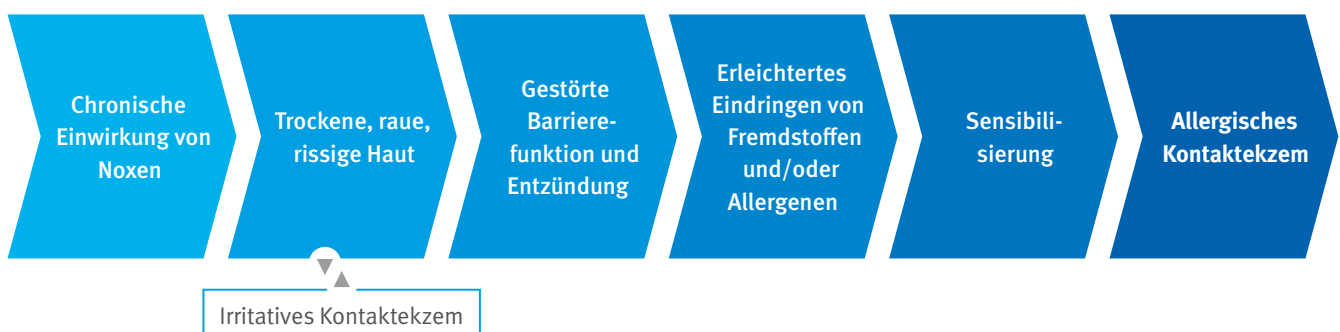 Chronische
Einwirkung von
Noxen
Trockene, raue,
rissige Haut
Gestörte
Barriere-
funktion und
Entzündung
Erleichtertes
Eindringen von
Fremdstoffen
und/oder
Allergenen
Sensibili-
sierung
Allergisches
Kontaktekzem
Irritatives Kontaktekzem